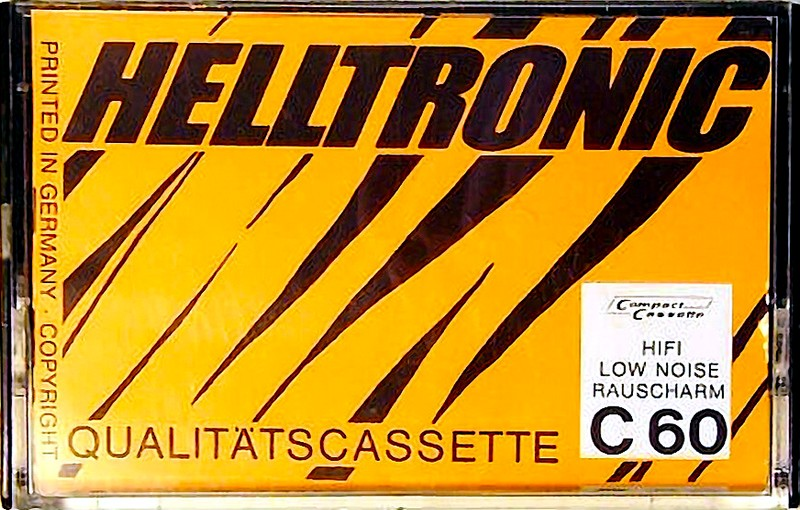 HELLTRONIC
PRINTED IN GERMANY · COPYRIGHT
Compact
Cassette
HIFI
LOW NOISE
RAUSCHARM
C 60
QUALITÄTSCASSETTE